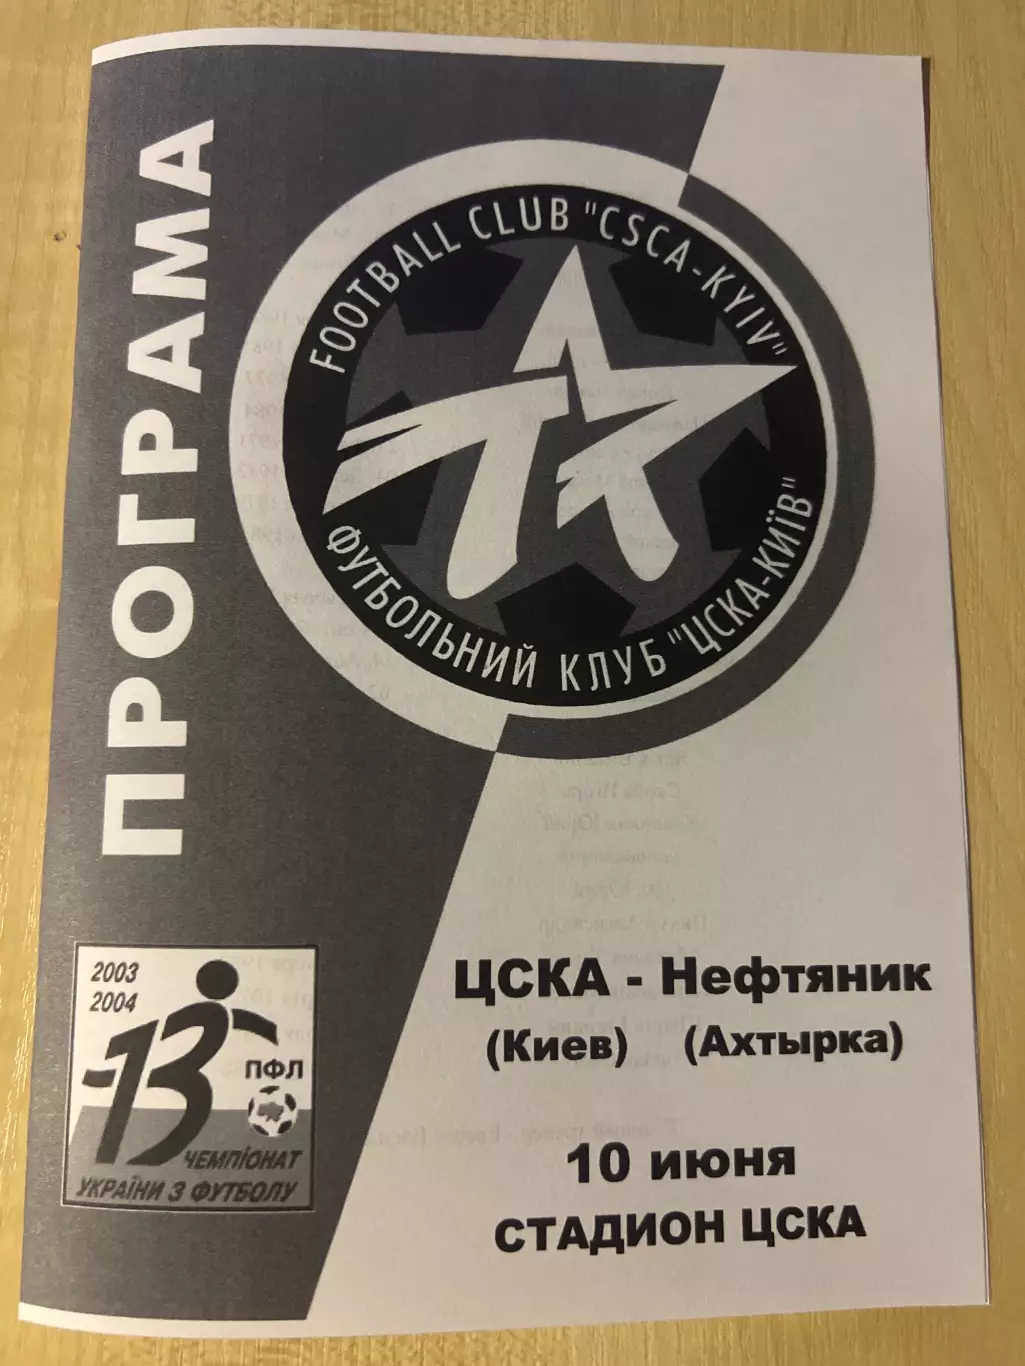 ПРОГРАМА
FOOTBALL CLUB "CSCA-KYIV"
ФУТБОЛЬНИЙ КЛУБ "ЦСКА-КИЇВ"
2003
2004
13
ПФЛ
ЧЕМПІОНАТ
УКРАЇНИ З ФУТБОЛУ
ЦСКА - Нефтяник
(Киев) (Ахтырка)
10 июня
СТАДИОН ЦСКА